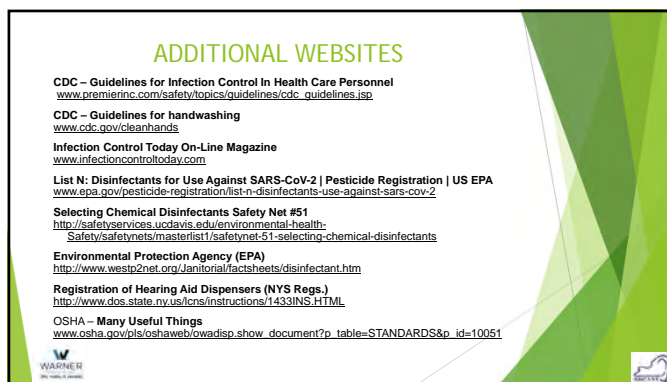 ADDITIONAL WEBSITES
CDC – Guidelines for Infection Control In Health Care Personnel
www.premierinc.com/safety/topics/guidelines/cdc_guidelines.jsp
CDC – Guidelines for handwashing
www.cdc.gov/cleanhands
Infection Control Today On-Line Magazine
www.infectioncontroltoday.com
List N: Disinfectants for Use Against SARS-CoV-2 | Pesticide Registration | US EPA
www.epa.gov/pesticide-registration/list-n-disinfectants-use-against-sars-cov-2
Selecting Chemical Disinfectants Safety Net #51
http://safetyservices.ucdavis.edu/environmental-health-
Safety/safetynets/masterlist1/safetynet-51-selecting-chemical-disinfectants
Environmental Protection Agency (EPA)
http://www.westp2net.org/Janitorial/factsheets/disinfectant.htm
Registration of Hearing Aid Dispensers (NYS Regs.)
http://www.dos.state.ny.us/lcns/instructions/1433INS.HTML
OSHA – Many Useful Things
www.osha.gov/pls/oshaweb/owadisp.show_document?p_table=STANDARDS&p_id=10051
WARNER